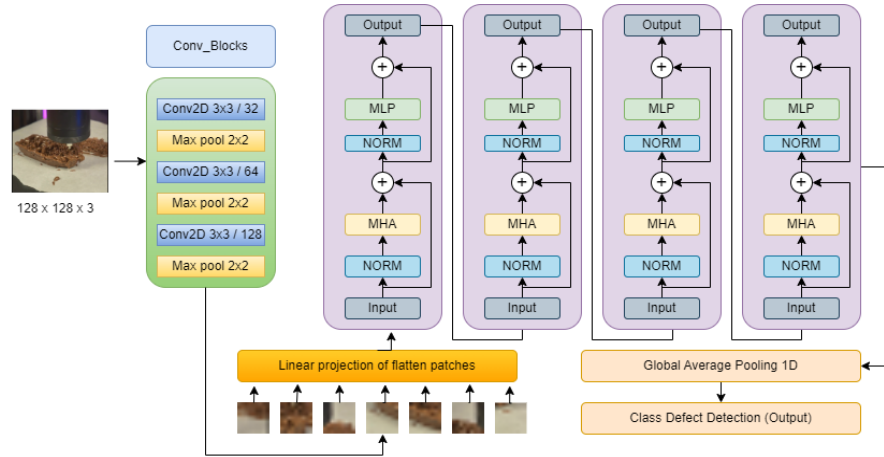 Conv_Blocks
Conv2D 3x3 / 32
Max pool 2x2
Conv2D 3x3 / 64
Max pool 2x2
Conv2D 3x3 / 128
Max pool 2x2
128 x 128 x 3
Output
MLP
NORM
MHA
NORM
Input
Output
MLP
NORM
MHA
NORM
Input
Output
MLP
NORM
MHA
NORM
Input
Output
MLP
NORM
MHA
NORM
Input
Linear projection of flatten patches
Global Average Pooling 1D
Class Defect Detection (Output)